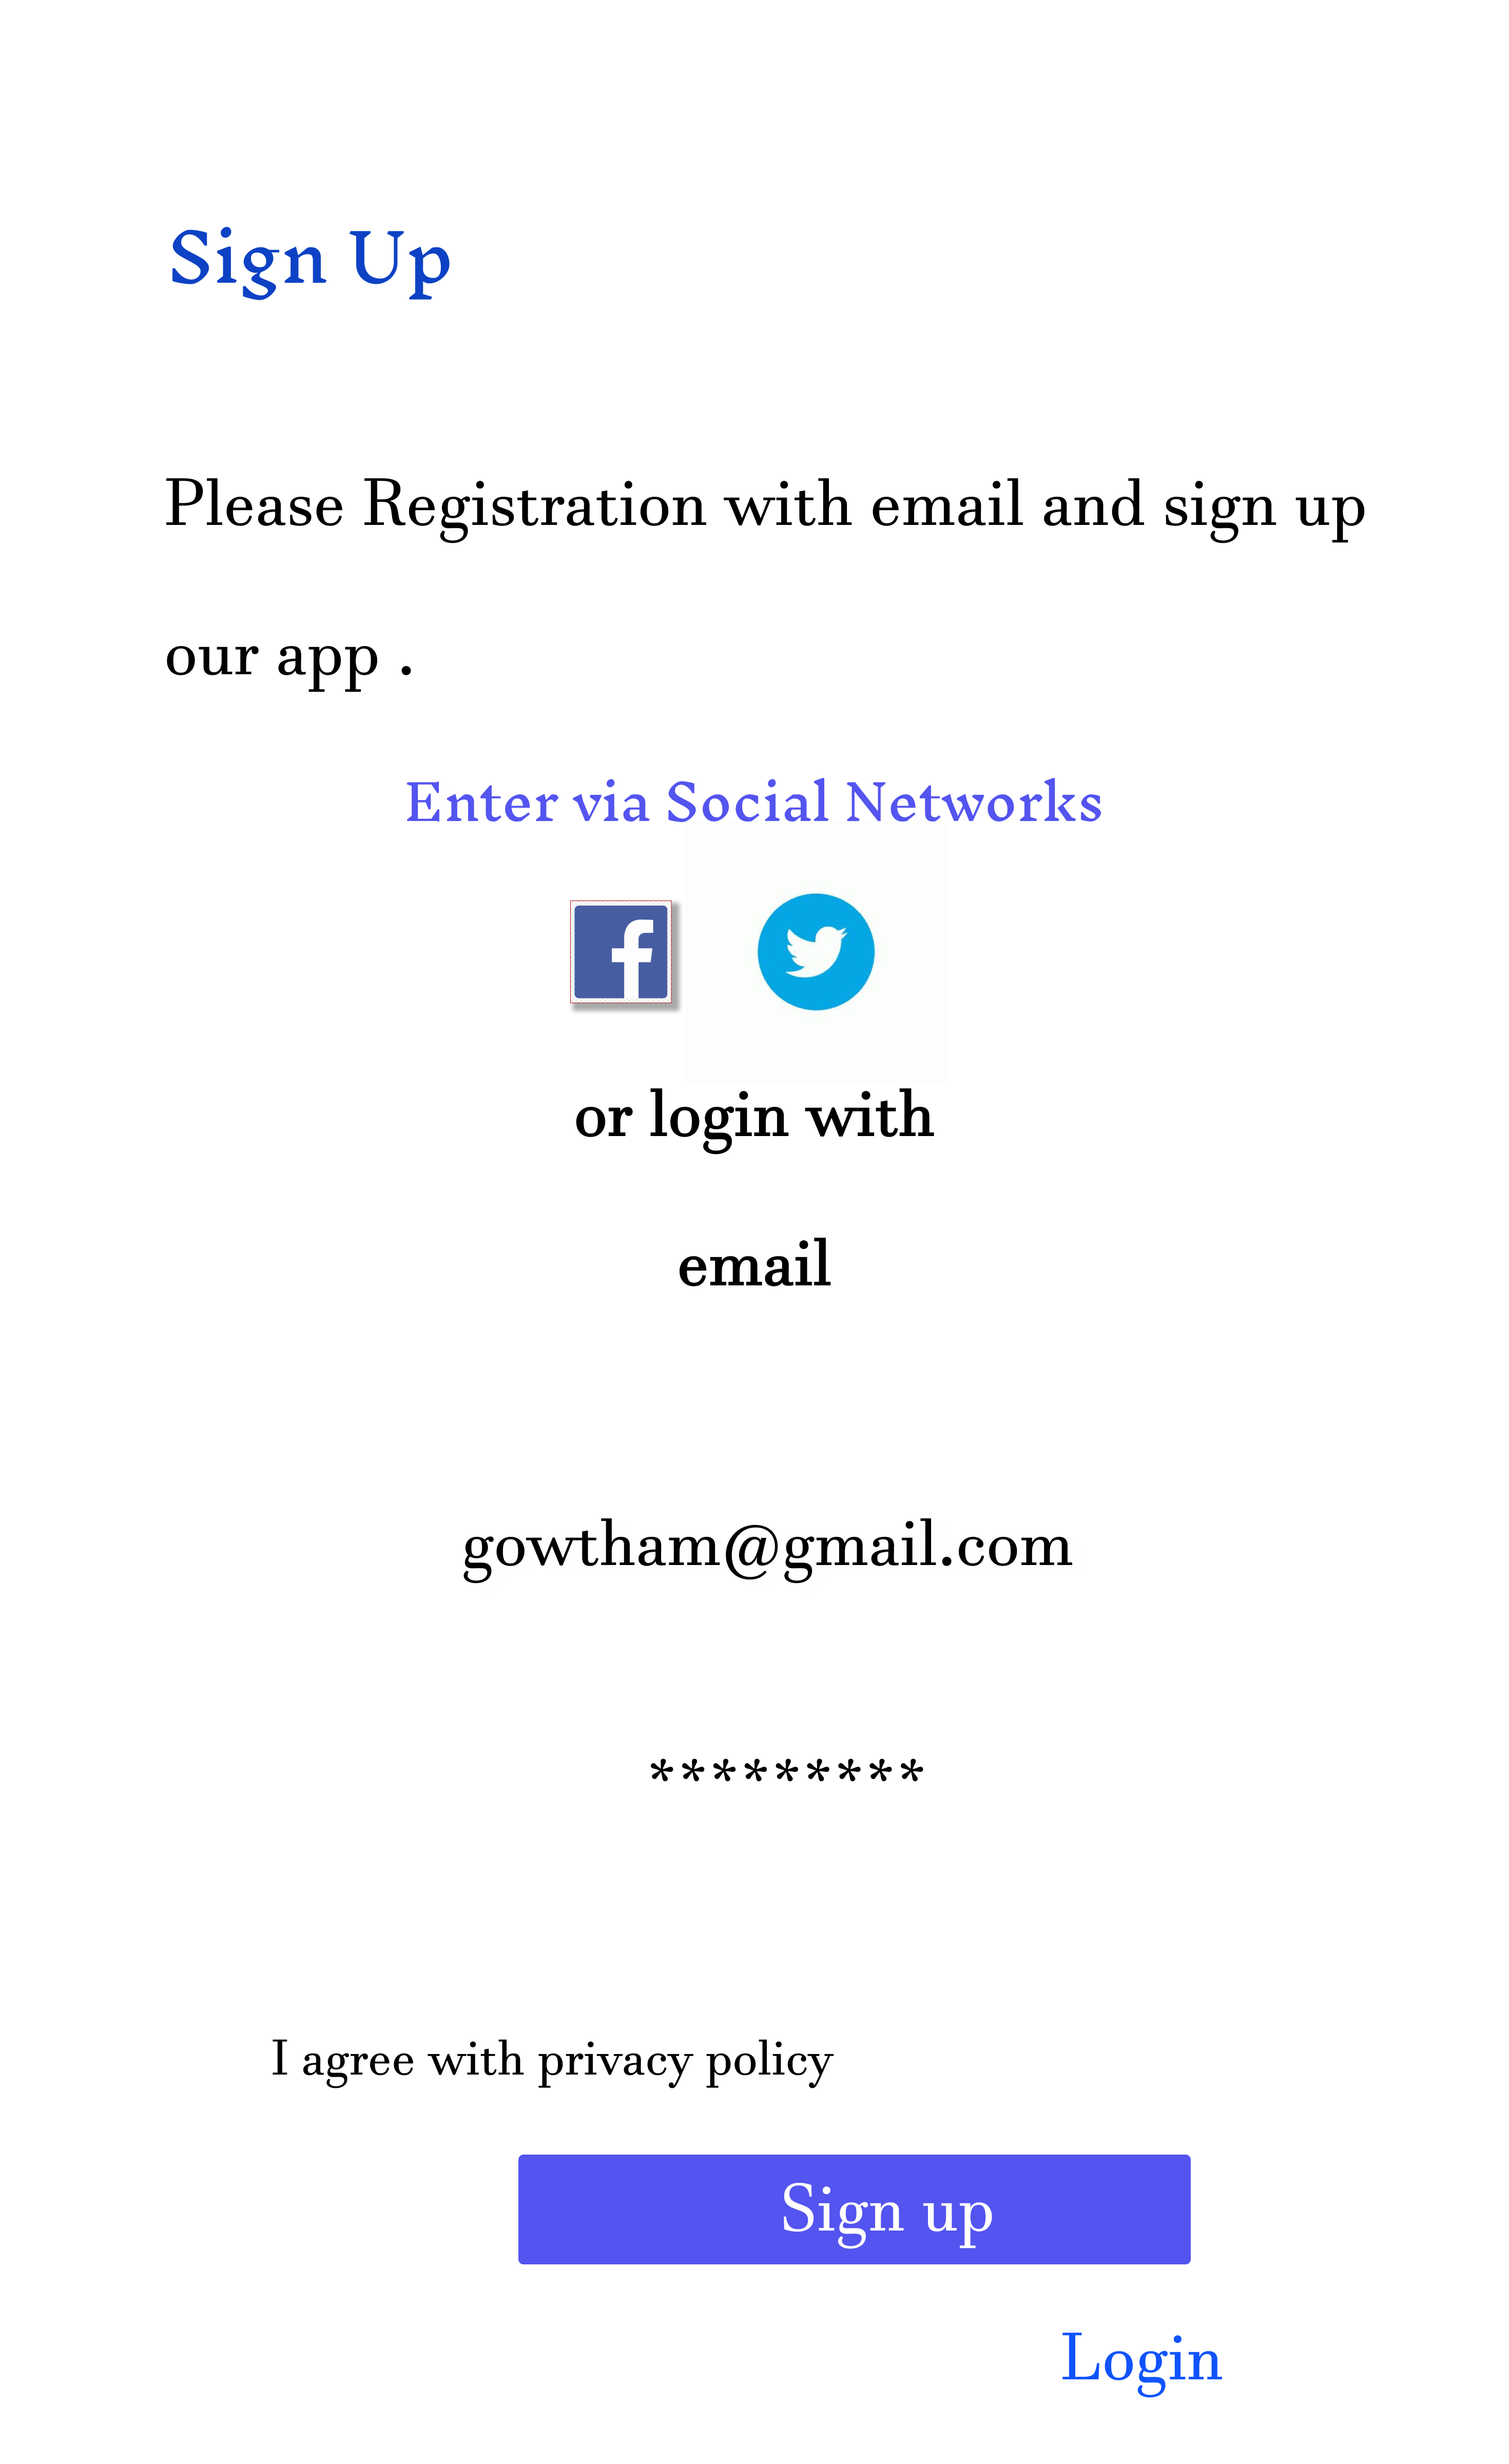 Sign Up
Please Registration with email and sign up
our app .
Enter via Social Networks
or login with
email
gowtham@gmail.com
*********
I agree with privacy policy
Sign up
Login